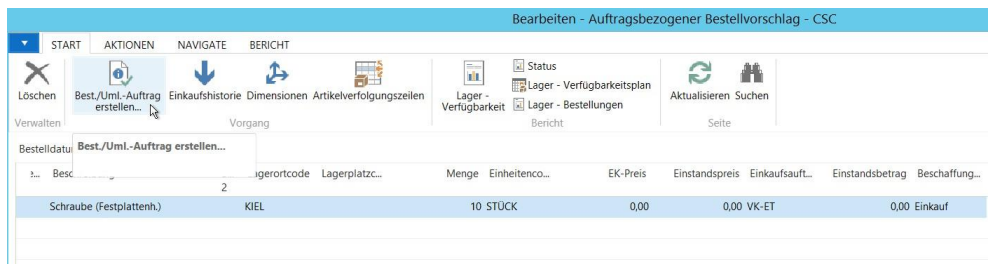 Bearbeiten - Auftragsbezogener Bestellvorschlag - CSC
START AKTIONEN NAVIGATE BERICHT
Löschen
Best./Uml.-Auftrag erstellen...
Einkaufshistorie
Dimensionen
Artikelverfolgungszeilen
Lager - Verfügbarkeit
Status
Lager - Verfügbarkeitsplan
Lager - Bestellungen
Aktualisieren
Suchen
Verwalten Vorgang Bericht Seite
Bestelldatu
Best./Uml.-Auftrag erstellen...
Lagerplatzc... Menge Einheitenco... EK-Preis Einstandspreis Einkaufsauft... Einstandsbetrag Beschaffung...
2
Schraube (Festplattenh.) KIEL 10 STÜCK 0,00 0,00 VK-ET 0,00 Einkauf